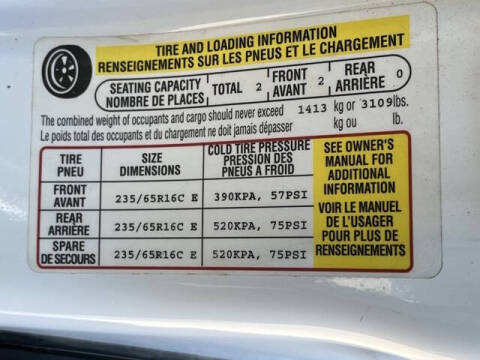 TIRE AND LOADING INFORMATION
RENSEIGNEMENTS SUR LES PNEUS ET LE CHARGEMENT
SEATING CAPACITY
NOMBRE DE PLACES
TOTAL 2
FRONT
AVANT 2
REAR
ARRIÈRE 0
The combined weight of occupants and cargo should never exceed 1413 kg or 3109 lbs.
Le poids total des occupants et du chargement ne doit jamais dépasser kg ou lb.
TIRE
PNEU
SIZE
DIMENSIONS
COLD TIRE PRESSURE
PRESSION DES
PNEUS A FROID
FRONT
AVANT
235/65R16C E
390KPA, 57PSI
REAR
ARRIÈRE
235/65R16C E
520KPA, 75PSI
SPARE
DE SECOURS
235/65R16C E
520KPA, 75PSI
SEE OWNER'S
MANUAL FOR
ADDITIONAL
INFORMATION
VOIR LE MANUEL
DE L'USAGER
POUR PLUS DE
RENSEIGNEMENTS